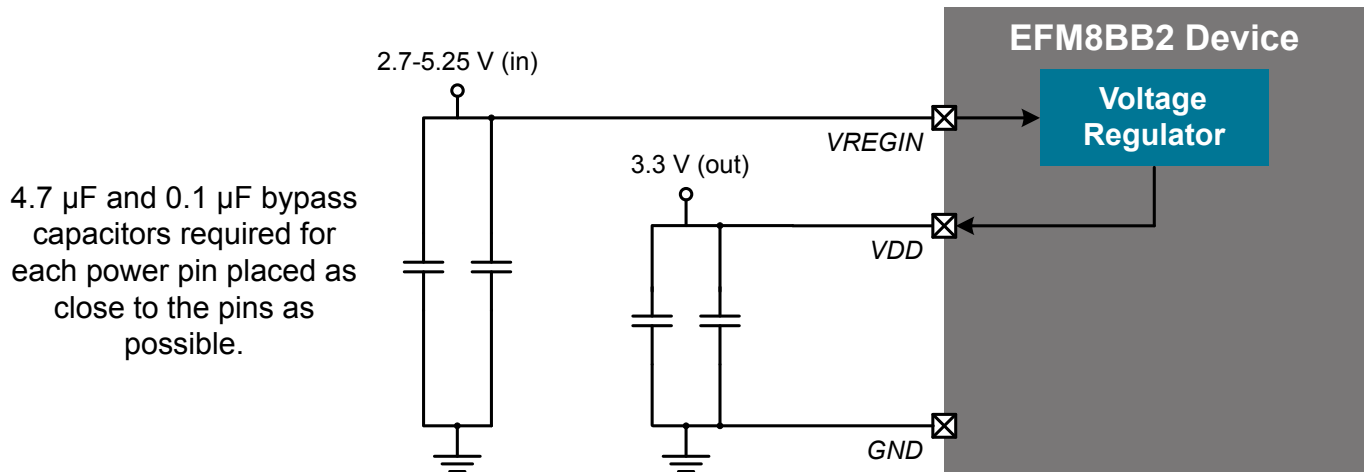 EFM8BB2 Device
2.7-5.25 V (in)
Voltage
Regulator
VREGIN
3.3 V (out)
4.7 µF and 0.1 µF bypass
capacitors required for
each power pin placed as
close to the pins as
possible.
VDD
GND